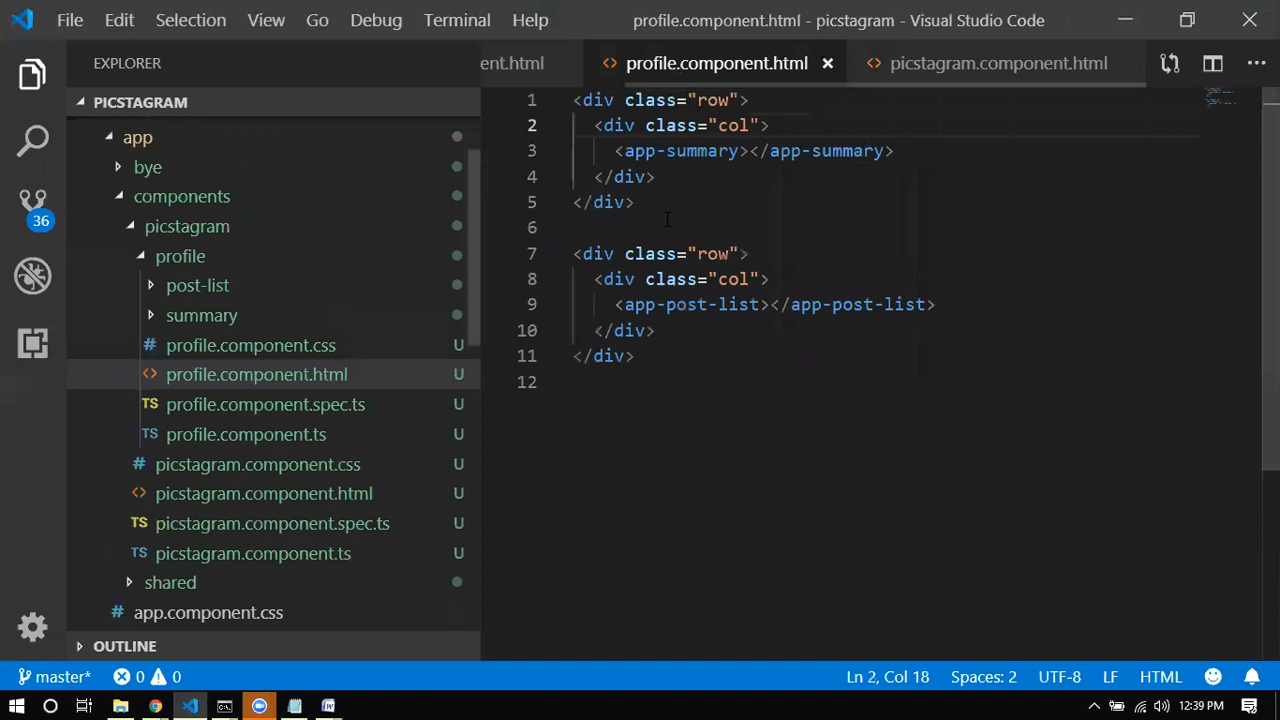 File Edit Selection View Go Debug Terminal Help profile.component.html - picstagram - Visual Studio Code
EXPLORER
ent.html profile.component.html picstagram.component.html
PICSTAGRAM
app
bye
components
picstagram
profile
post-list
summary
profile.component.css U
profile.component.html U
profile.component.spec.ts U
profile.component.ts U
picstagram.component.css U
picstagram.component.html U
picstagram.component.spec.ts U
picstagram.component.ts U
shared
app.component.css
OUTLINE
36
1 <div class="row">
2 <div class="col">
3 <app-summary></app-summary>
4 </div>
5 </div>
6
7 <div class="row">
8 <div class="col">
9 <app-post-list></app-post-list>
10 </div>
11 </div>
12
master* 0 0 Ln 2, Col 18 Spaces: 2 UTF-8 LF HTML
12:39 PM